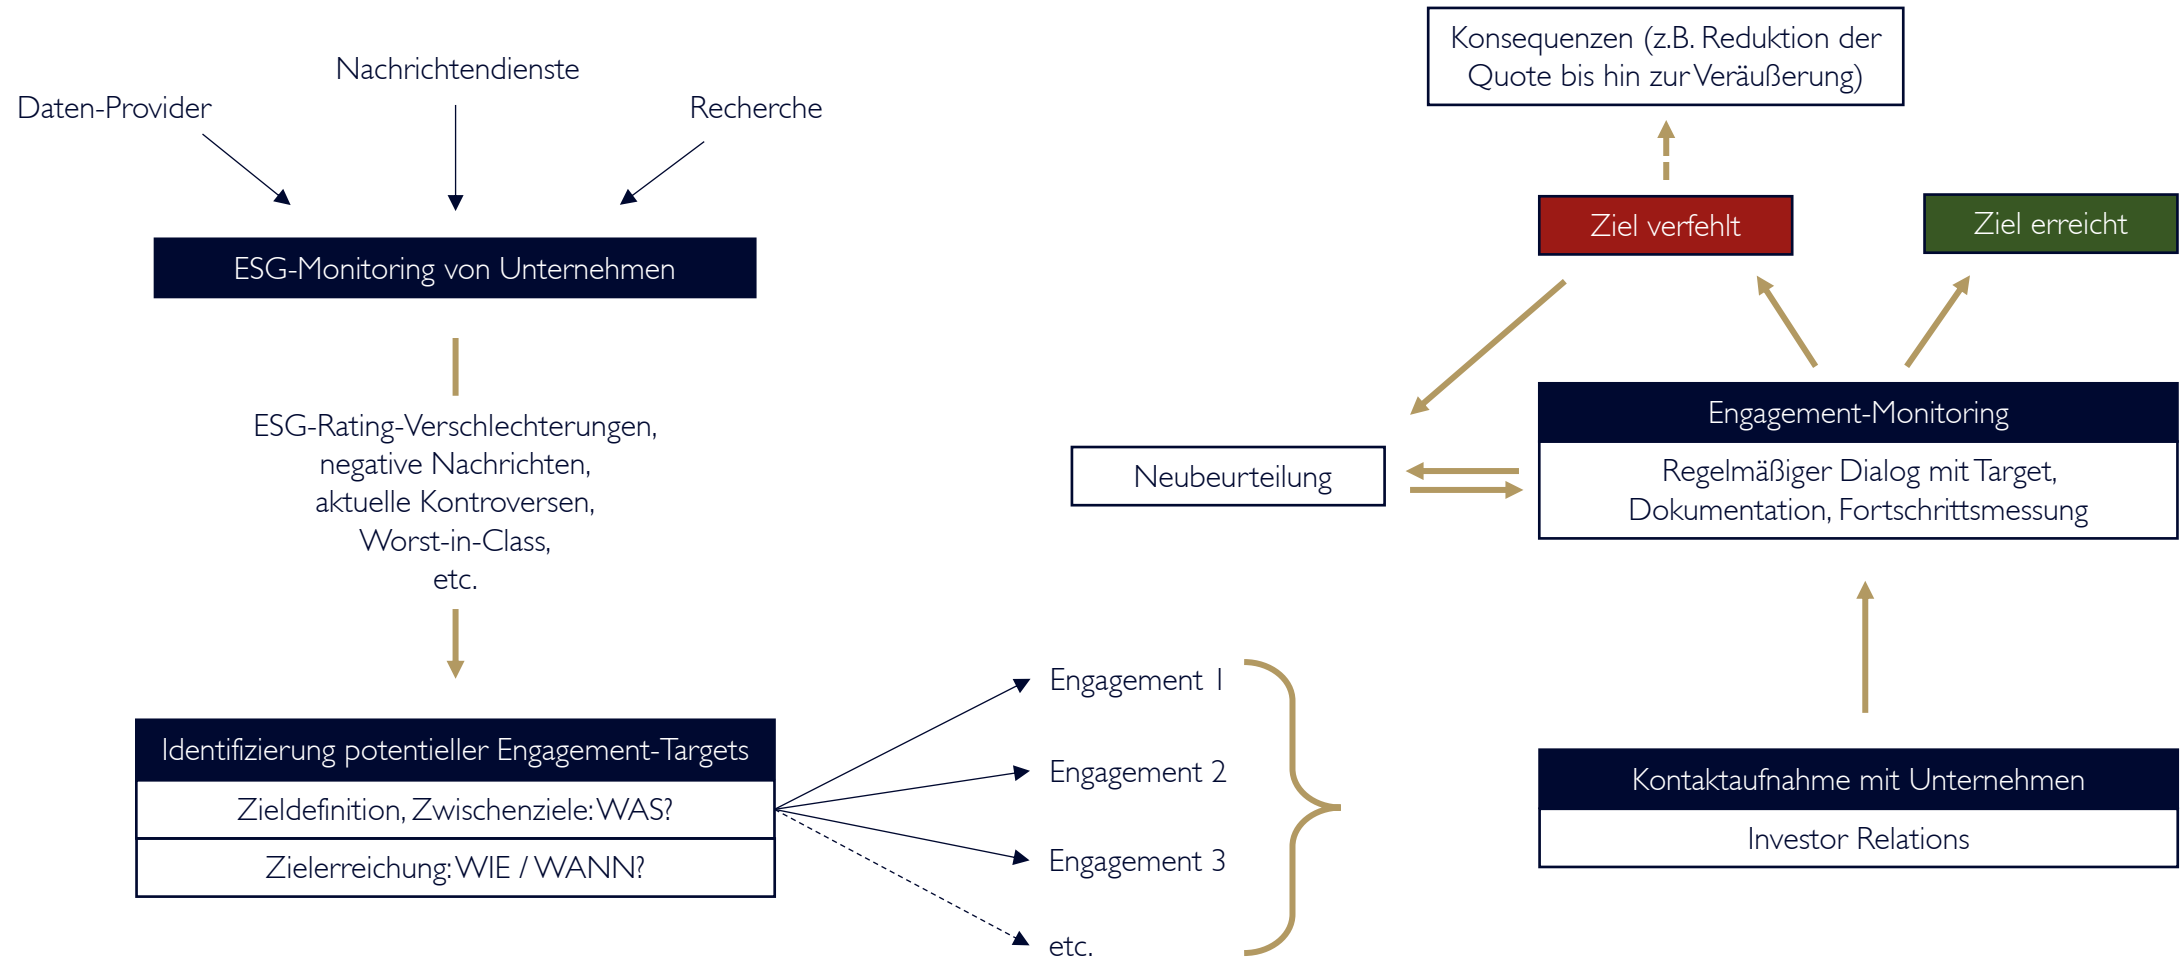 Nachrichtendienste
Daten-Provider
Recherche
ESG-Monitoring von Unternehmen
ESG-Rating-Verschlechterungen,
negative Nachrichten,
aktuelle Kontroversen,
Worst-in-Class,
etc.
Identifizierung potentieller Engagement-Targets
Zieldefinition, Zwischenziele: WAS?
Zielerreichung: WIE / WANN?
Engagement 1
Engagement 2
Engagement 3
etc.
Konsequenzen (z.B. Reduktion der
Quote bis hin zur Veräußerung)
Ziel verfehlt
Ziel erreicht
Neubeurteilung
Engagement-Monitoring
Regelmäßiger Dialog mit Target,
Dokumentation, Fortschrittsmessung
Kontaktaufnahme mit Unternehmen
Investor Relations